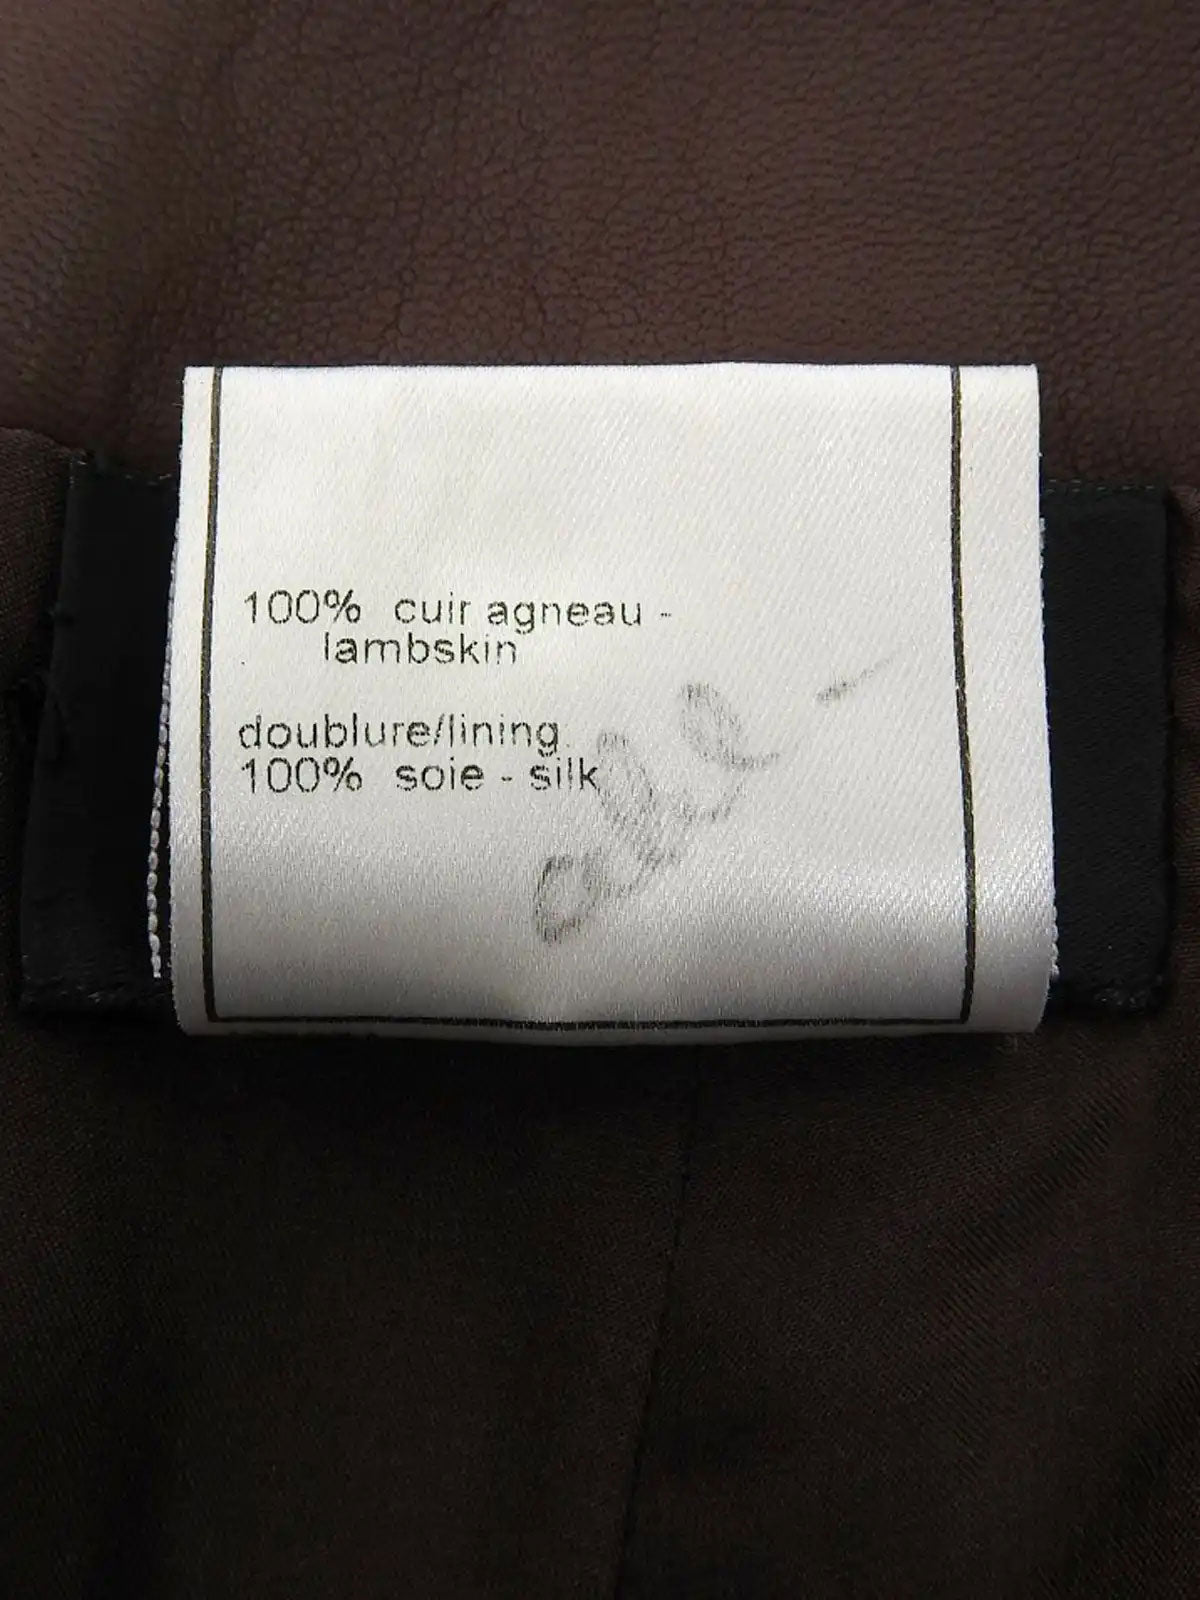 100% cuir agneau -
lambskin
doublure/lining
100% soie - silk